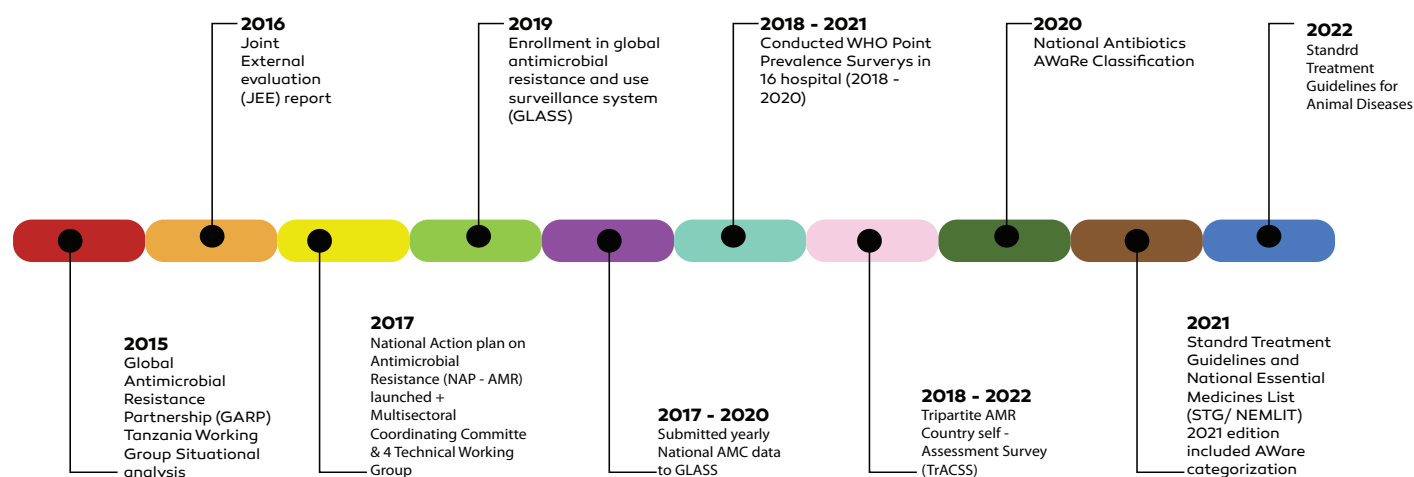 2016
Joint
External
evaluation
(JEE) report
2019
Enrollment in global
antimicrobial
resistance and use
surveillance system
(GLASS)
2018 - 2021
Conducted WHO Point
Prevalence Surverys in
16 hospital (2018 -
2020)
2020
National Antibiotics
AWaRe Classification
2022
Standrd
Treatment
Guidelines for
Animal Diseases
2015
Global
Antimicrobial
Resistance
Partnership (GARP)
Tanzania Working
Group Situational
analysis
2017
National Action plan on
Antimicrobial
Resistance (NAP - AMR)
launched +
Multisectoral
Coordinating Committe
& 4 Technical Working
Group
2017 - 2020
Submitted yearly
National AMC data
to GLASS
2018 - 2022
Tripartite AMR
Country self -
Assessment Survey
(TrACSS)
2021
Standrd Treatment
Guidelines and
National Essential
Medicines List
(STG/ NEMLIT)
2021 edition
included AWare
categorization